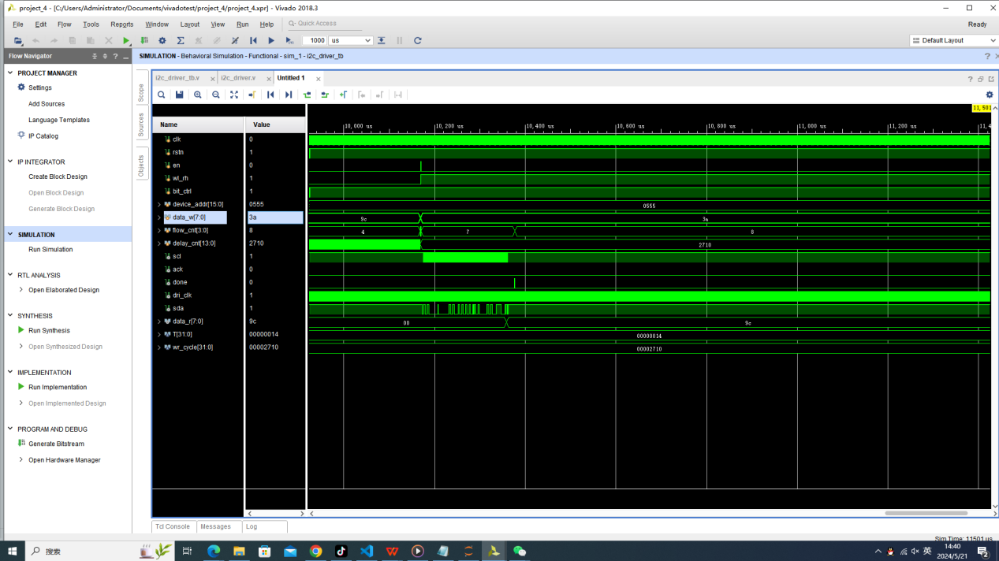 project_4 - [C:/Users/Administrator/Documents/vivadotest/project_4/project_4.xpr] - Vivado 2018.3
File Edit Flow Tools Reports Window Layout View Run Help Quick Access
Ready
1000 us
Default Layout
Flow Navigator
SIMULATION - Behavioral Simulation - Functional - sim_1 - i2c_driver_tb
PROJECT MANAGER
Settings
Add Sources
Language Templates
IP Catalog
IP INTEGRATOR
Create Block Design
Open Block Design
Generate Block Design
SIMULATION
Run Simulation
RTL ANALYSIS
Open Elaborated Design
SYNTHESIS
Run Synthesis
Open Synthesized Design
IMPLEMENTATION
Run Implementation
Open Implemented Design
PROGRAM AND DEBUG
Generate Bitstream
Open Hardware Manager
Scope
Sources
Objects
i2c_driver_tb.v i2c_driver.v Untitled 1
11,501
Name Value
10,000 us 10,200 us 10,400 us 10,600 us 10,800 us 11,000 us 11,200 us 11,4
clk 0
rstn 1
en 0
wl_rh 1
bit_ctrl 1
device_addr[15:0] 0555 0555
data_w[7:0] 3a 9c 3a
flow_cnt[3:0] 8 4 7 8
delay_cnt[13:0] 2710 2710
scl 1
ack 0
done 0
dri_clk 1
sda 1
data_r[7:0] 9c 00 9c
T[31:0] 00000014 00000014
wr_cycle[31:0] 00002710 00002710
Tcl Console Messages Log
Sim Time: 11501 us
搜索
英
14:40
2024/5/21
2